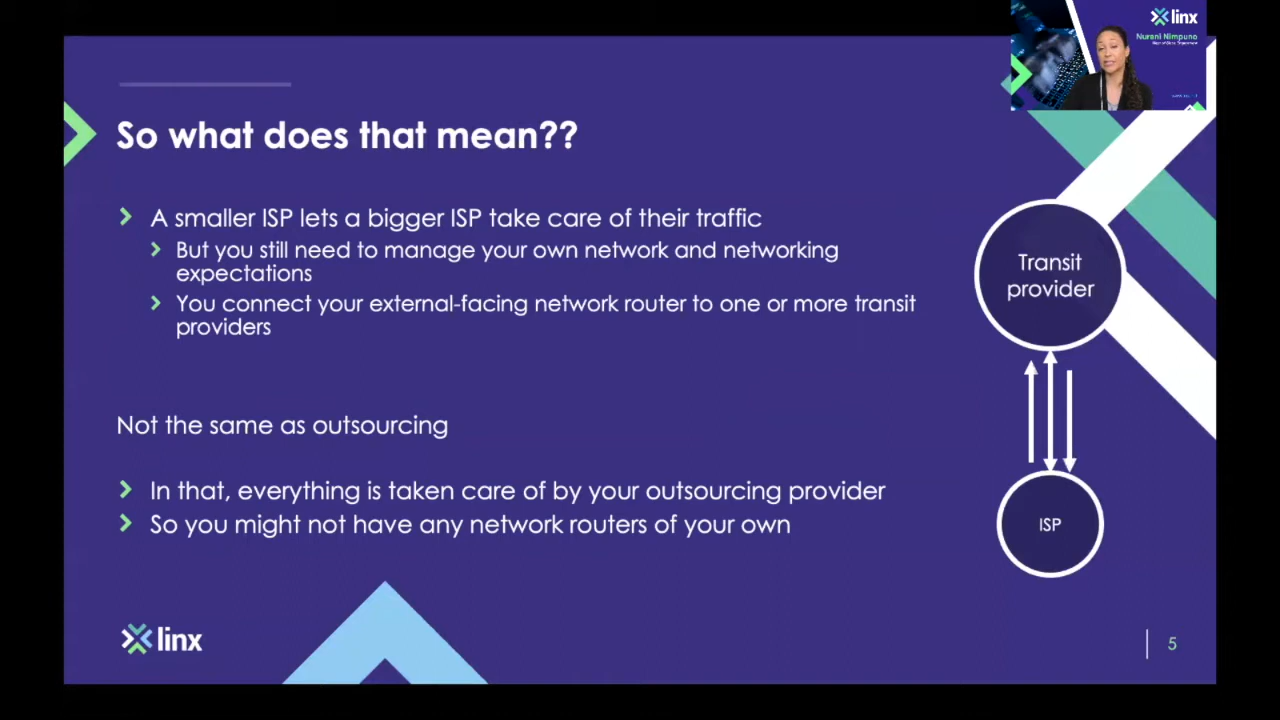 linx
Nurani Nimpuno
So what does that mean??
A smaller ISP lets a bigger ISP take care of their traffic
But you still need to manage your own network and networking
expectations
You connect your external-facing network router to one or more transit
providers
Not the same as outsourcing
In that, everything is taken care of by your outsourcing provider
So you might not have any network routers of your own
Transit
provider
ISP
linx
5